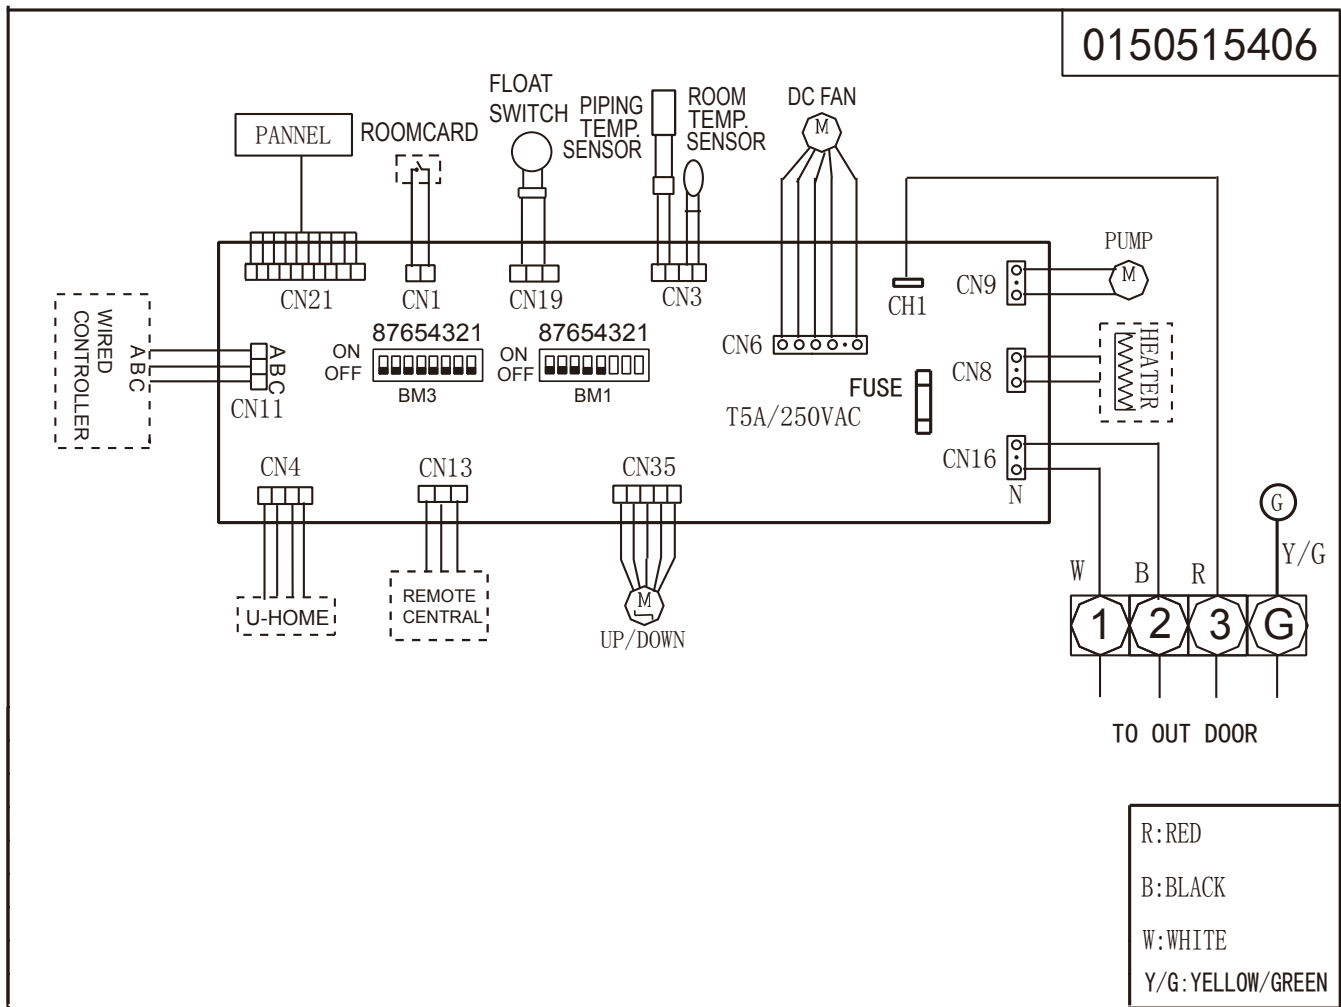 0150515406
PANNEL
ROOMCARD
FLOAT
SWITCH
PIPING
TEMP.
SENSOR
ROOM
TEMP.
SENSOR
DC FAN
M
CN21
CN1
CN19
CN3
CN6
CH1
CN9
PUMP
M
WIRED
CONTROLLER
A B C
A B C
CN11
87654321
ON
OFF
BM3
87654321
ON
OFF
BM1
FUSE
T5A/250VAC
CN8
HEATER
CN16
N
CN4
CN13
CN35
U-HOME
REMOTE
CENTRAL
M
UP/DOWN
G
Y/G
W B R
1 2 3 G
TO OUT DOOR
R:RED
B:BLACK
W:WHITE
Y/G:YELLOW/GREEN